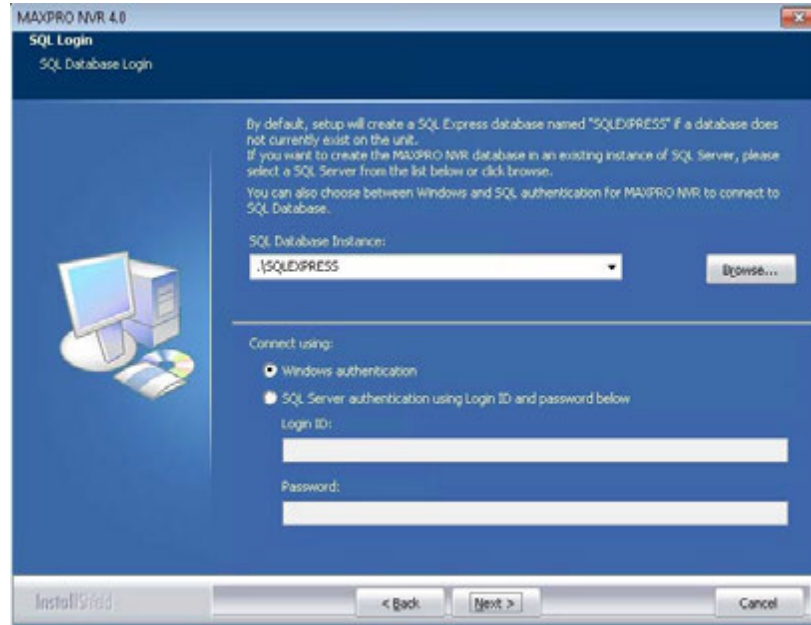 MAXPRO NVR 4.0
SQL Login
SQL Database Login
By default, setup will create a SQL Express database named "SQLEXPRESS" if a database does
not currently exist on the unit.
If you want to create the MAXPRO NVR database in an existing instance of SQL Server, please
select a SQL Server from the list below or click browse.
You can also choose between Windows and SQL authentication for MAXPRO NVR to connect to
SQL Database.
SQL Database Instance:
.\SQLEXPRESS
Browse...
Connect using:
Windows authentication
SQL Server authentication using Login ID and password below
Login ID:
Password:
InstallShield
< Back
Next >
Cancel